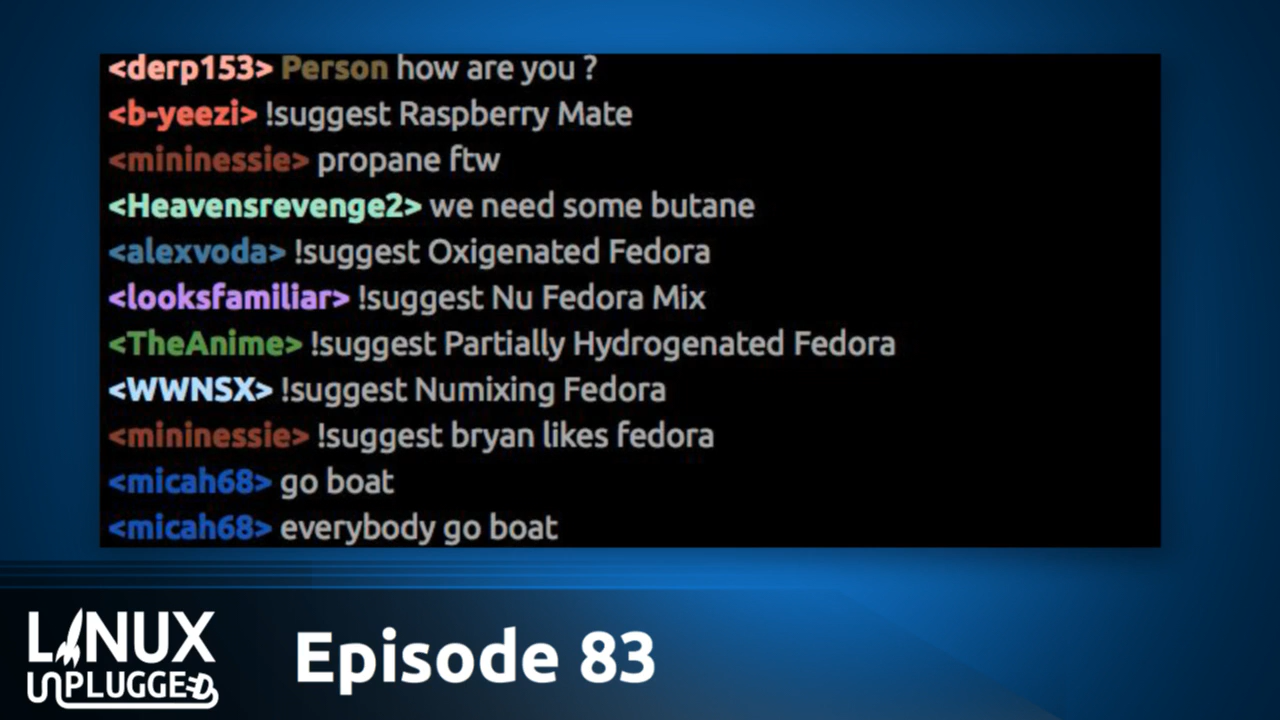 <derp153> Person how are you ?
<b-yeezi> !suggest Raspberry Mate
<mininessie> propane ftw
<Heavensrevenge2> we need some butane
<alexvoda> !suggest Oxigenated Fedora
<looksfamiliar> !suggest Nu Fedora Mix
<TheAnime> !suggest Partially Hydrogenated Fedora
<WWNSX> !suggest Numixing Fedora
<mininessie> !suggest bryan likes fedora
<micah68> go boat
<micah68> everybody go boat
LINUX
UNPLUGGED
Episode 83